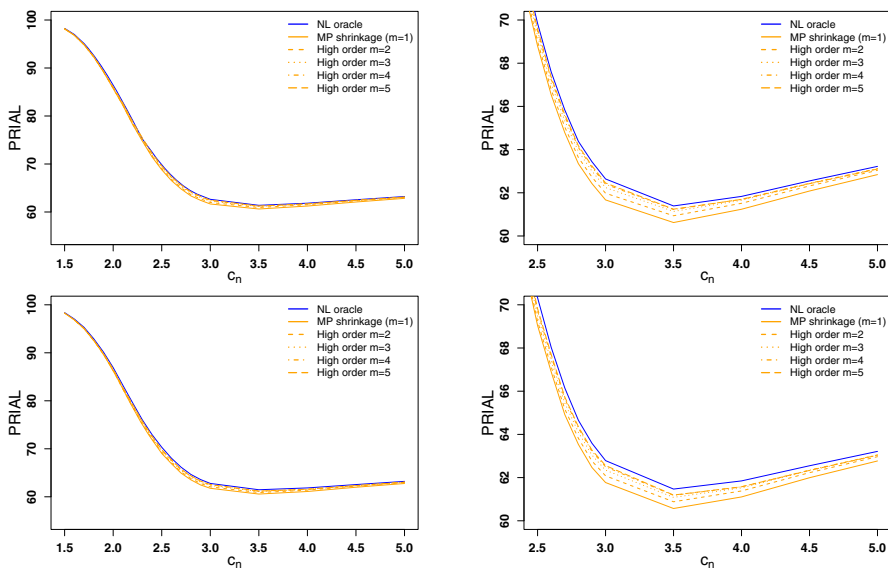 PRIAL
100
90
80
70
60
1.5 2.0 2.5 3.0 3.5 4.0 4.5 5.0
c_n
NL oracle
MP shrinkage (m=1)
High order m=2
High order m=3
High order m=4
High order m=5
PRIAL
70
68
66
64
62
60
2.5 3.0 3.5 4.0 4.5 5.0
c_n
NL oracle
MP shrinkage (m=1)
High order m=2
High order m=3
High order m=4
High order m=5
PRIAL
100
90
80
70
60
1.5 2.0 2.5 3.0 3.5 4.0 4.5 5.0
c_n
NL oracle
MP shrinkage (m=1)
High order m=2
High order m=3
High order m=4
High order m=5
PRIAL
70
68
66
64
62
60
2.5 3.0 3.5 4.0 4.5 5.0
c_n
NL oracle
MP shrinkage (m=1)
High order m=2
High order m=3
High order m=4
High order m=5